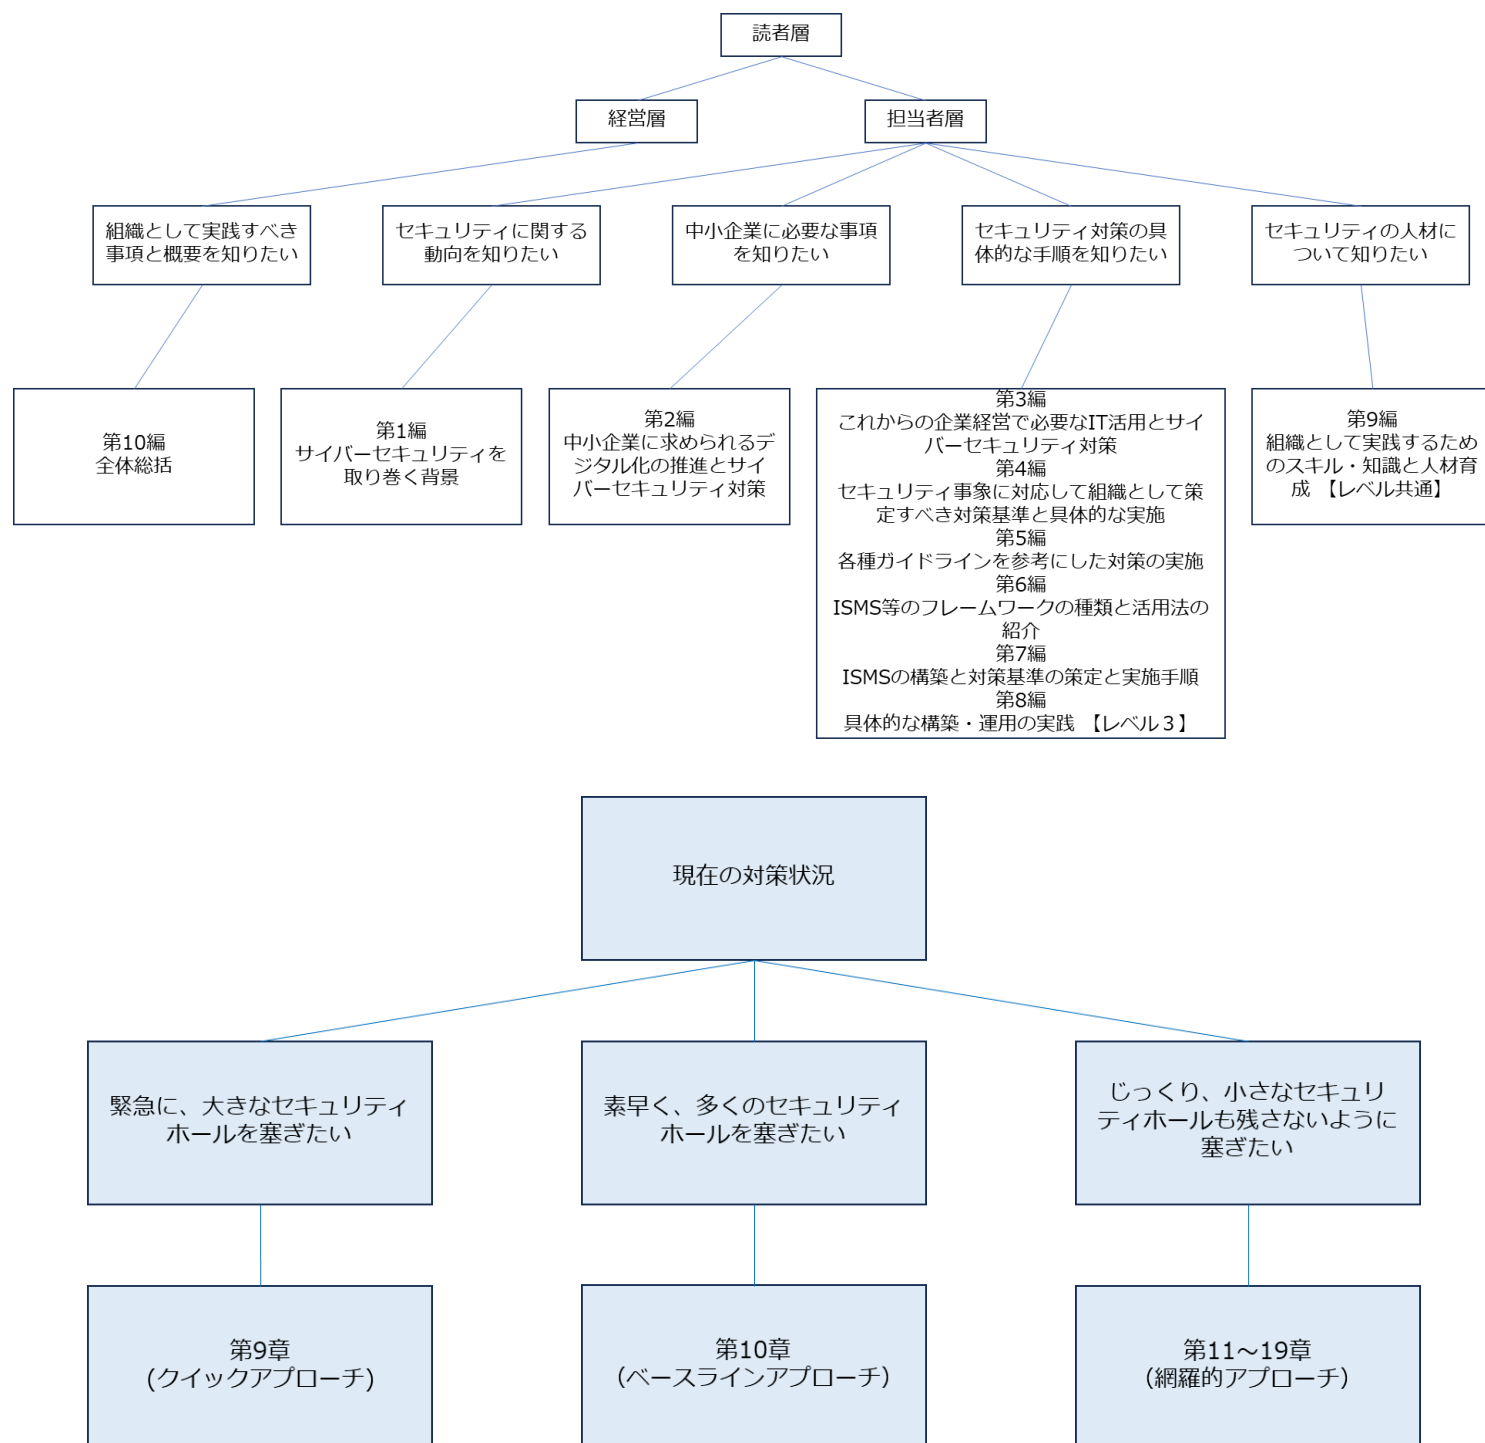 読者層
経営層
担当者層
組織として実践すべき
事項と概要を知りたい
セキュリティに関する
動向を知りたい
中小企業に必要な事項
を知りたい
セキュリティ対策の具
体的な手順を知りたい
セキュリティの人材に
ついて知りたい
第10編
全体総括
第1編
サイバーセキュリティを
取り巻く背景
第2編
中小企業に求められるデ
ジタル化の推進とサイ
バーセキュリティ対策
第3編
これからの企業経営で必要なIT活用とサイ
バーセキュリティ対策
第4編
セキュリティ事象に対応して組織として策
定すべき対策基準と具体的な実施
第5編
各種ガイドラインを参考にした対策の実施
第6編
ISMS等のフレームワークの種類と活用法の
紹介
第7編
ISMSの構築と対策基準の策定と実施手順
第8編
具体的な構築・運用の実践 【レベル３】
第9編
組織として実践するため
のスキル・知識と人材育
成 【レベル共通】
現在の対策状況
緊急に、大きなセキュリティ
ホールを塞ぎたい
素早く、多くのセキュリティ
ホールを塞ぎたい
じっくり、小さなセキュリ
ティホールも残さないように
塞ぎたい
第9章
(クイックアプローチ)
第10章
（ベースラインアプローチ）
第11～19章
（網羅的アプローチ）